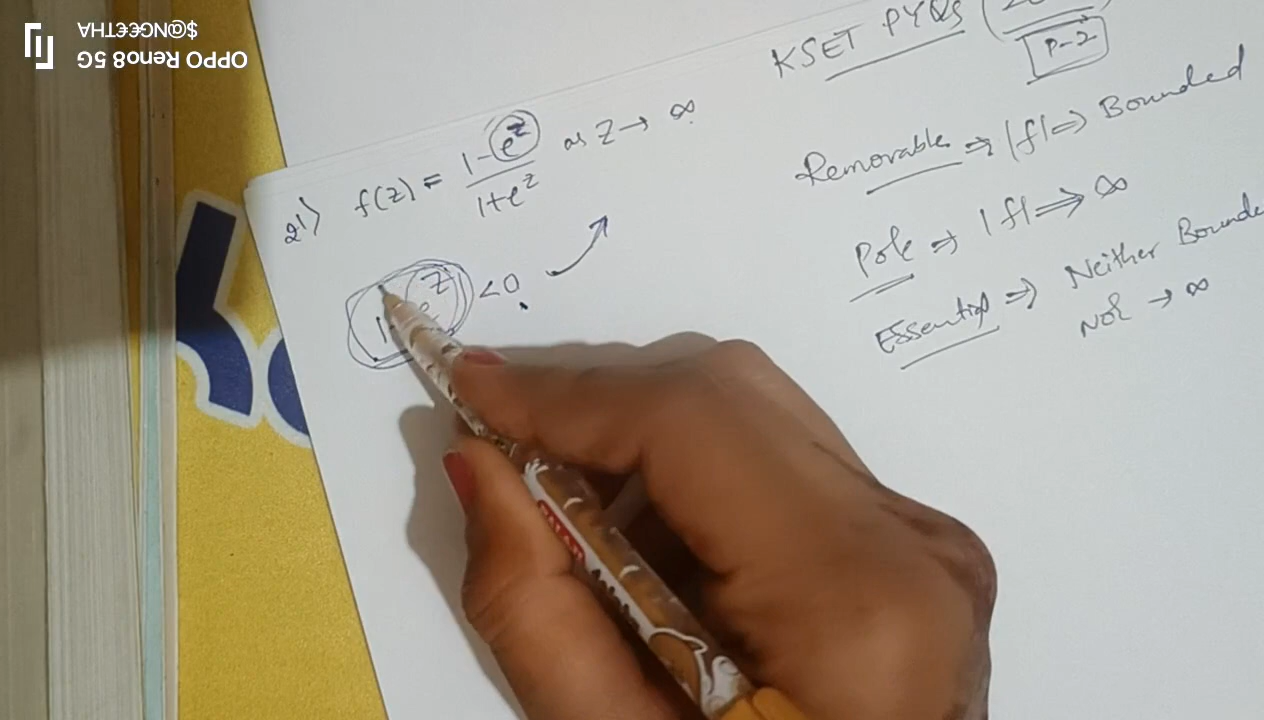 OPPO Reno8 5G
$@NGEETHA
KSET PYQS
P-2
21) f(z) = 1-e^z / 1+e^z as z → ∞
<0
Removable ⇒ |f| ⇒ Bounded
Pole ⇒ |f| ⇒ ∞
Essential ⇒ Neither Bounde
Nor → ∞